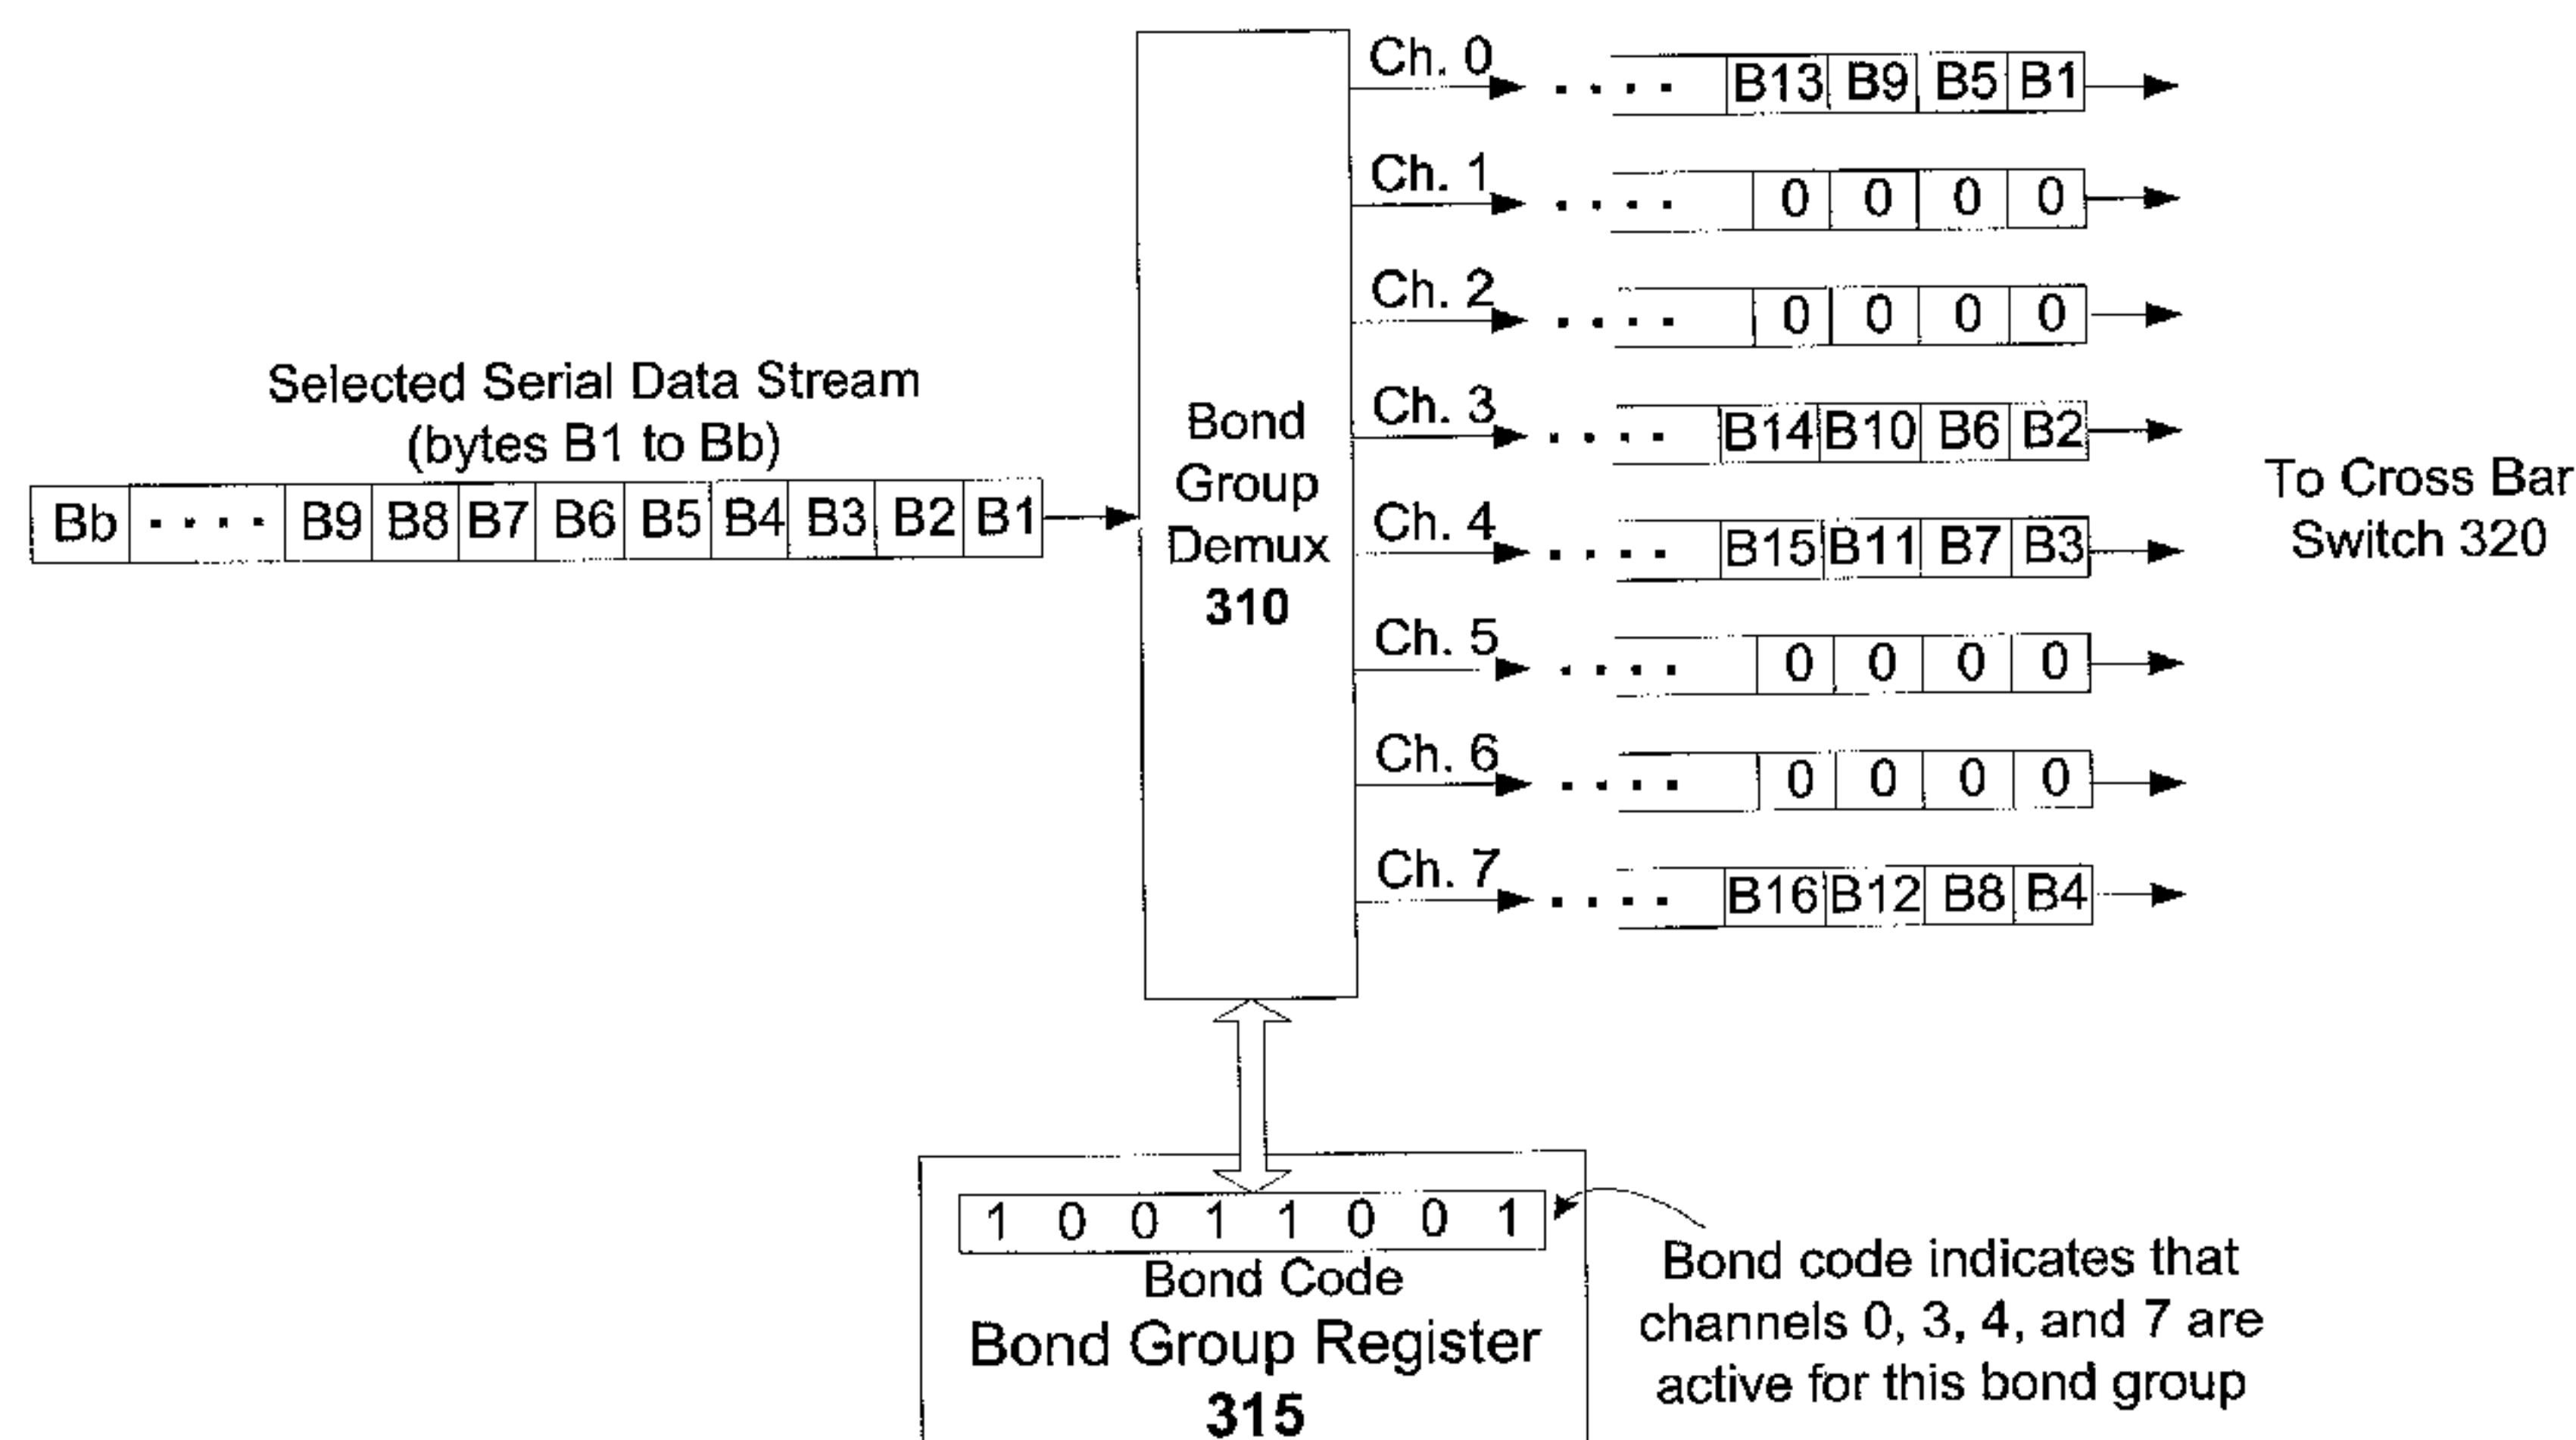 Ch. 0
B13 B9 B5 B1
Ch. 1
0 0 0 0
Ch. 2
0 0 0 0
Selected Serial Data Stream
(bytes B1 to Bb)
Bb . . . . B9 B8 B7 B6 B5 B4 B3 B2 B1
Bond
Group
Demux
310
Ch. 3
B14 B10 B6 B2
Ch. 4
B15 B11 B7 B3
To Cross Bar
Switch 320
Ch. 5
0 0 0 0
Ch. 6
0 0 0 0
Ch. 7
B16 B12 B8 B4
1 0 0 1 1 0 0 1
Bond Code
Bond Group Register
315
Bond code indicates that
channels 0, 3, 4, and 7 are
active for this bond group